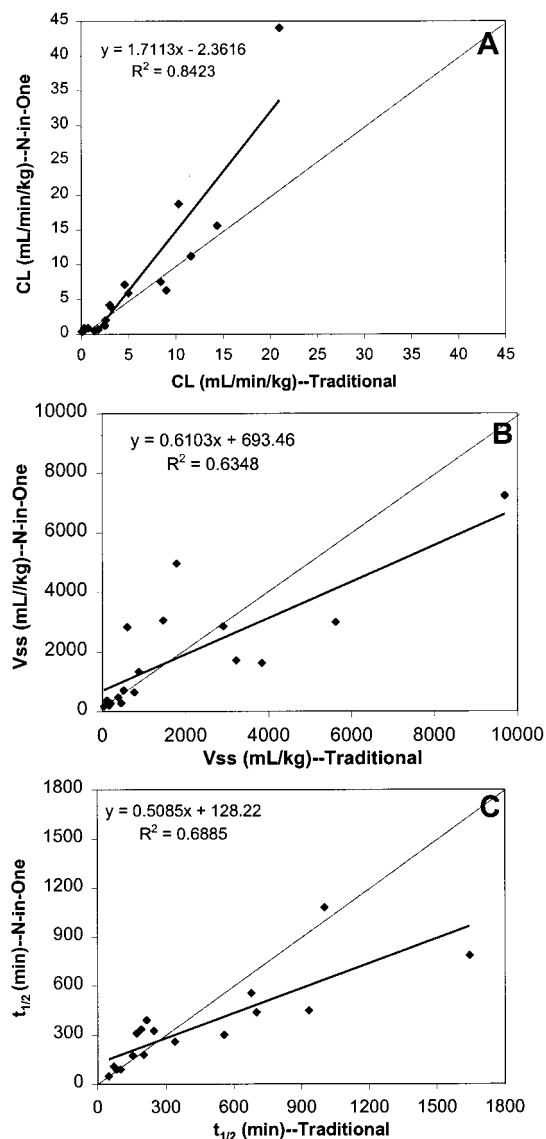 A
y = 1.7113x - 2.3616
R² = 0.8423
CL (mL/min/kg)--N-in-One
45
40
35
30
25
20
15
10
5
0
0 5 10 15 20 25 30 35 40 45
CL (mL/min/kg)--Traditional
B
y = 0.6103x + 693.46
R² = 0.6348
Vss (mL//kg)--N-in-One
10000
8000
6000
4000
2000
0
0 2000 4000 6000 8000 10000
Vss (mL/kg)--Traditional
C
y = 0.5085x + 128.22
R² = 0.6885
t1/2 (min)--N-in-One
1800
1500
1200
900
600
300
0
0 300 600 900 1200 1500 1800
t1/2 (min)--Traditional